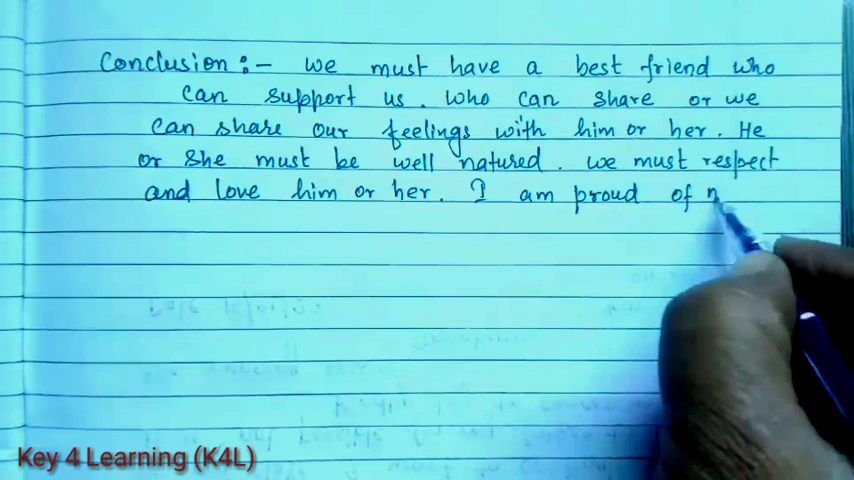 Conclusion :- we must have a best friend who
can support us. who can share or we
can share our feelings with him or her. He
or she must be well natured. we must respect
and love him or her. I am proud of
Key 4 Learning (K4L)